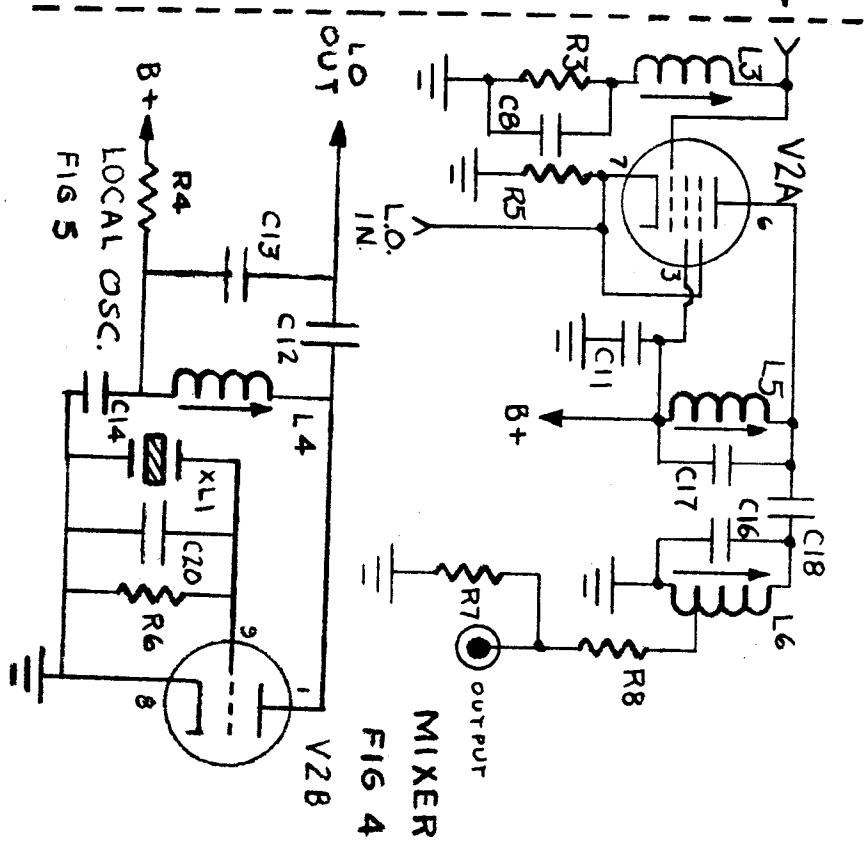 V2A
L3
6
L5
C18
L6
R3
C8
7
3
C17
C16
R8
R5
C11
B+
R7
OUTPUT
L.O.
IN
MIXER
FIG 4
LO
OUT
C12
L4
1
V2B
C13
XL1
C20
R6
9
8
B+
R4
C14
LOCAL OSC.
FIG 5